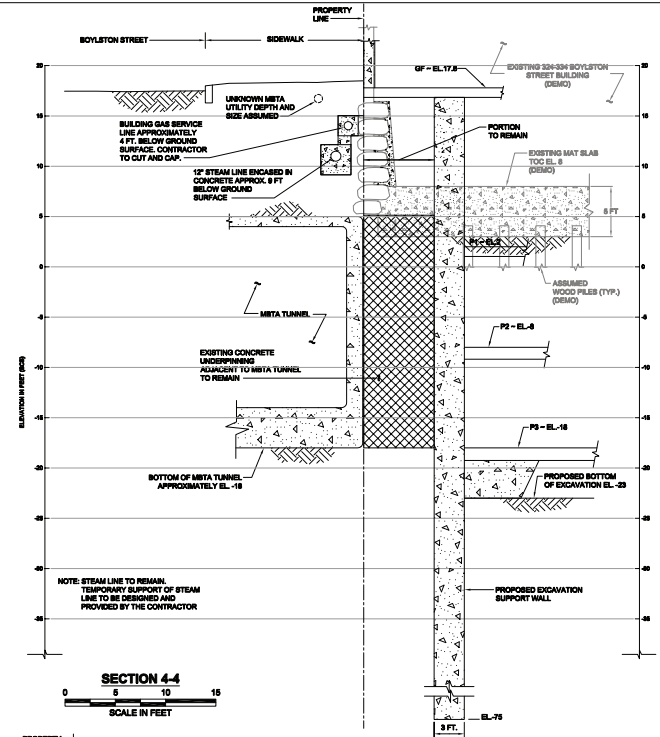 PROPERTY
LINE
BOYLSTON STREET
SIDEWALK
GF ~ EL.17.5
EXISTING 324-334 BOYLSTON
STREET BUILDING
(DEMO)
UNKNOWN MBTA
UTILITY DEPTH AND
SIZE ASSUMED
BUILDING GAS SERVICE
LINE APPROXIMATELY
4 FT. BELOW GROUND
SURFACE. CONTRACTOR
TO CUT AND CAP.
PORTION
TO REMAIN
12" STEAM LINE ENCASED IN
CONCRETE APPROX. 9 FT
BELOW GROUND
SURFACE
EXISTING MAT SLAB
TOC EL. 8
(DEMO)
5 FT
P1 ~ EL.2
ASSUMED
WOOD PILES (TYP.)
(DEMO)
MBTA TUNNEL
P2 ~ EL.-8
EXISTING CONCRETE
UNDERPINNING
ADJACENT TO MBTA TUNNEL
TO REMAIN
P3 ~ EL.-18
BOTTOM OF MBTA TUNNEL
APPROXIMATELY EL. -18
PROPOSED BOTTOM
OF EXCAVATION EL. -23
NOTE: STEAM LINE TO REMAIN.
TEMPORARY SUPPORT OF STEAM
LINE TO BE DESIGNED AND
PROVIDED BY THE CONTRACTOR
PROPOSED EXCAVATION
SUPPORT WALL
ELEVATION IN FEET (BCB)
20
15
10
5
0
-5
-10
-15
-20
-25
-30
-35
20
15
10
5
0
-5
-10
-15
-20
-25
-30
-35
SECTION 4-4
0 5 10 15
SCALE IN FEET
EL.-75
3 FT.